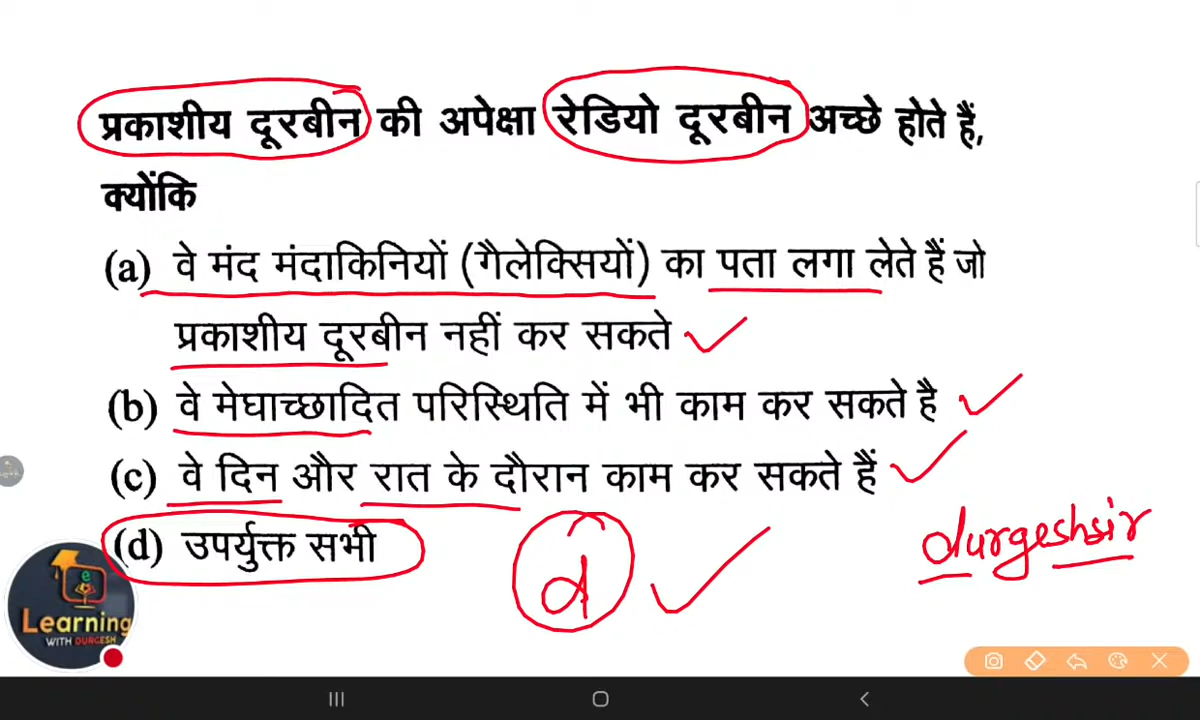 प्रकाशीय दूरबीन की अपेक्षा रेडियो दूरबीन अच्छे होते हैं,
क्योंकि
(a) वे मंद मंदाकिनियों (गैलेक्सियों) का पता लगा लेते हैं जो
प्रकाशीय दूरबीन नहीं कर सकते
(b) वे मेघाच्छादित परिस्थिति में भी काम कर सकते है
(c) वे दिन और रात के दौरान काम कर सकते हैं
(d) उपर्युक्त सभी
d
durgeshsir
e
Learning
WITH DURGESH